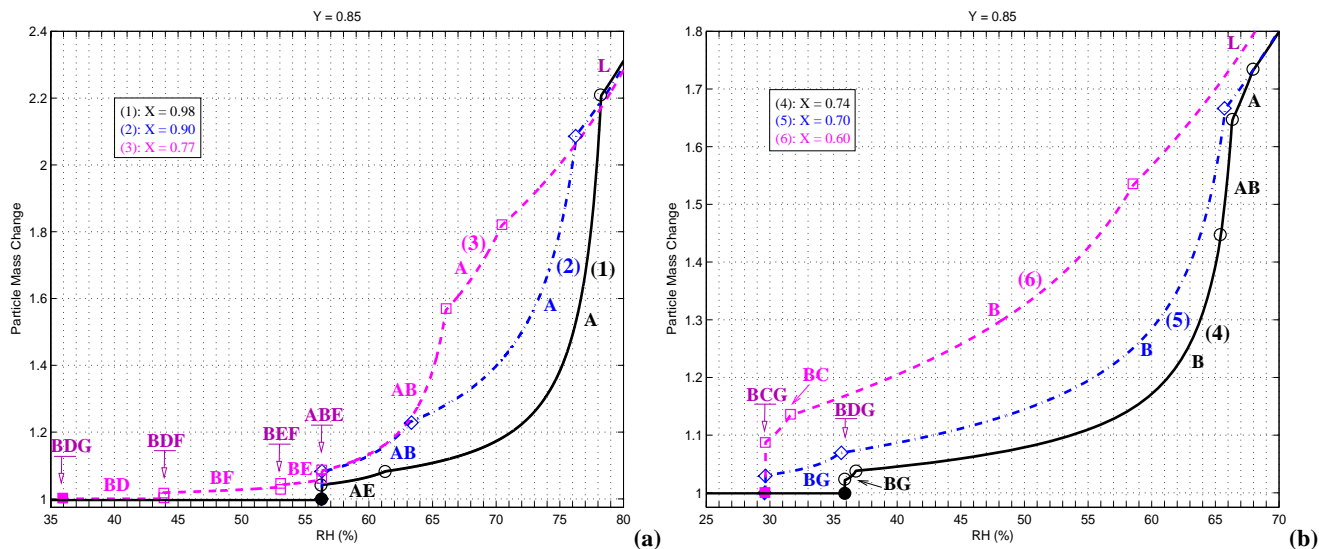 Y = 0.85
2.4
2.2
2
1.8
1.6
1.4
1.2
1
Particle Mass Change
(1): X = 0.98
(2): X = 0.90
(3): X = 0.77
L
(3)
A
(2)
(1)
A
A
AB
ABE
AB
BEF
BE
BDF
BF
BDG
BD
AE
35 40 45 50 55 60 65 70 75 80
RH (%)
(a)
Y = 0.85
1.8
1.7
1.6
1.5
1.4
1.3
1.2
1.1
1
Particle Mass Change
(4): X = 0.74
(5): X = 0.70
(6): X = 0.60
L
A
AB
(6)
B
(5)
(4)
B
B
BC
BCG
BDG
BG
BG
25 30 35 40 45 50 55 60 65 70
RH (%)
(b)